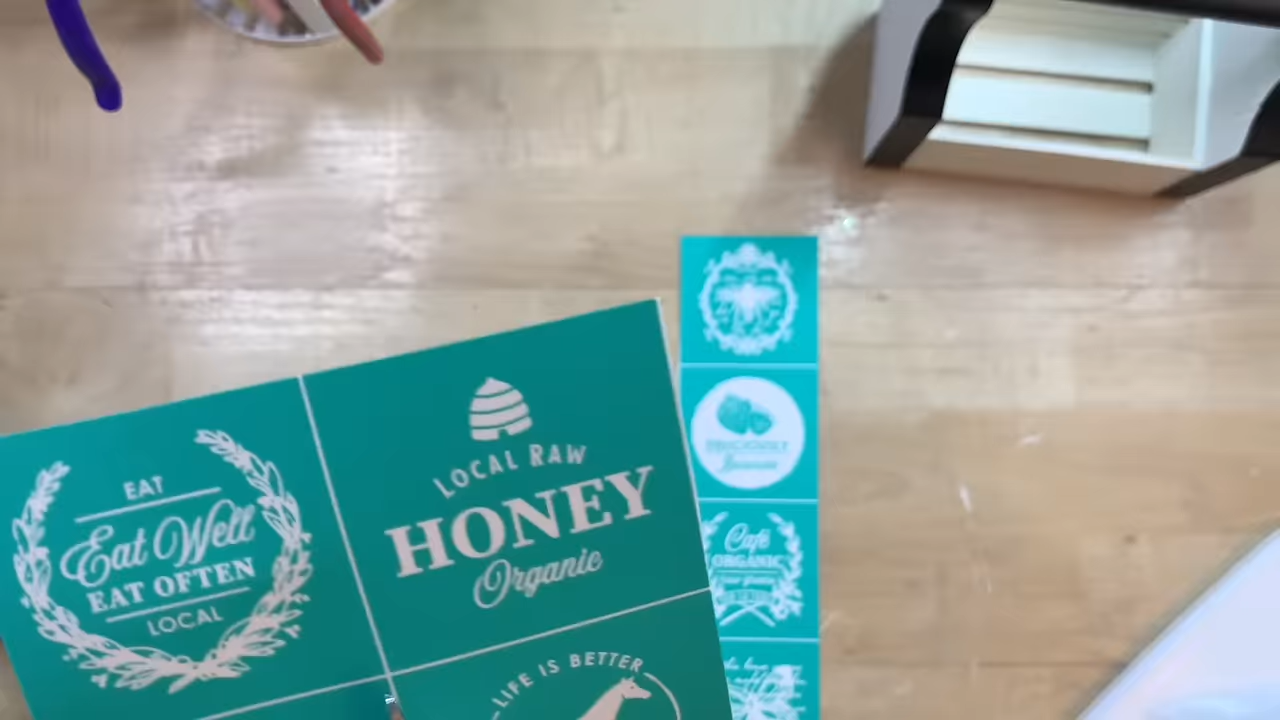 EAT
Eat Well
EAT OFTEN
LOCAL
LOCAL RAW
HONEY
Organic
LIFE IS BETTER
Café
ORGANIC